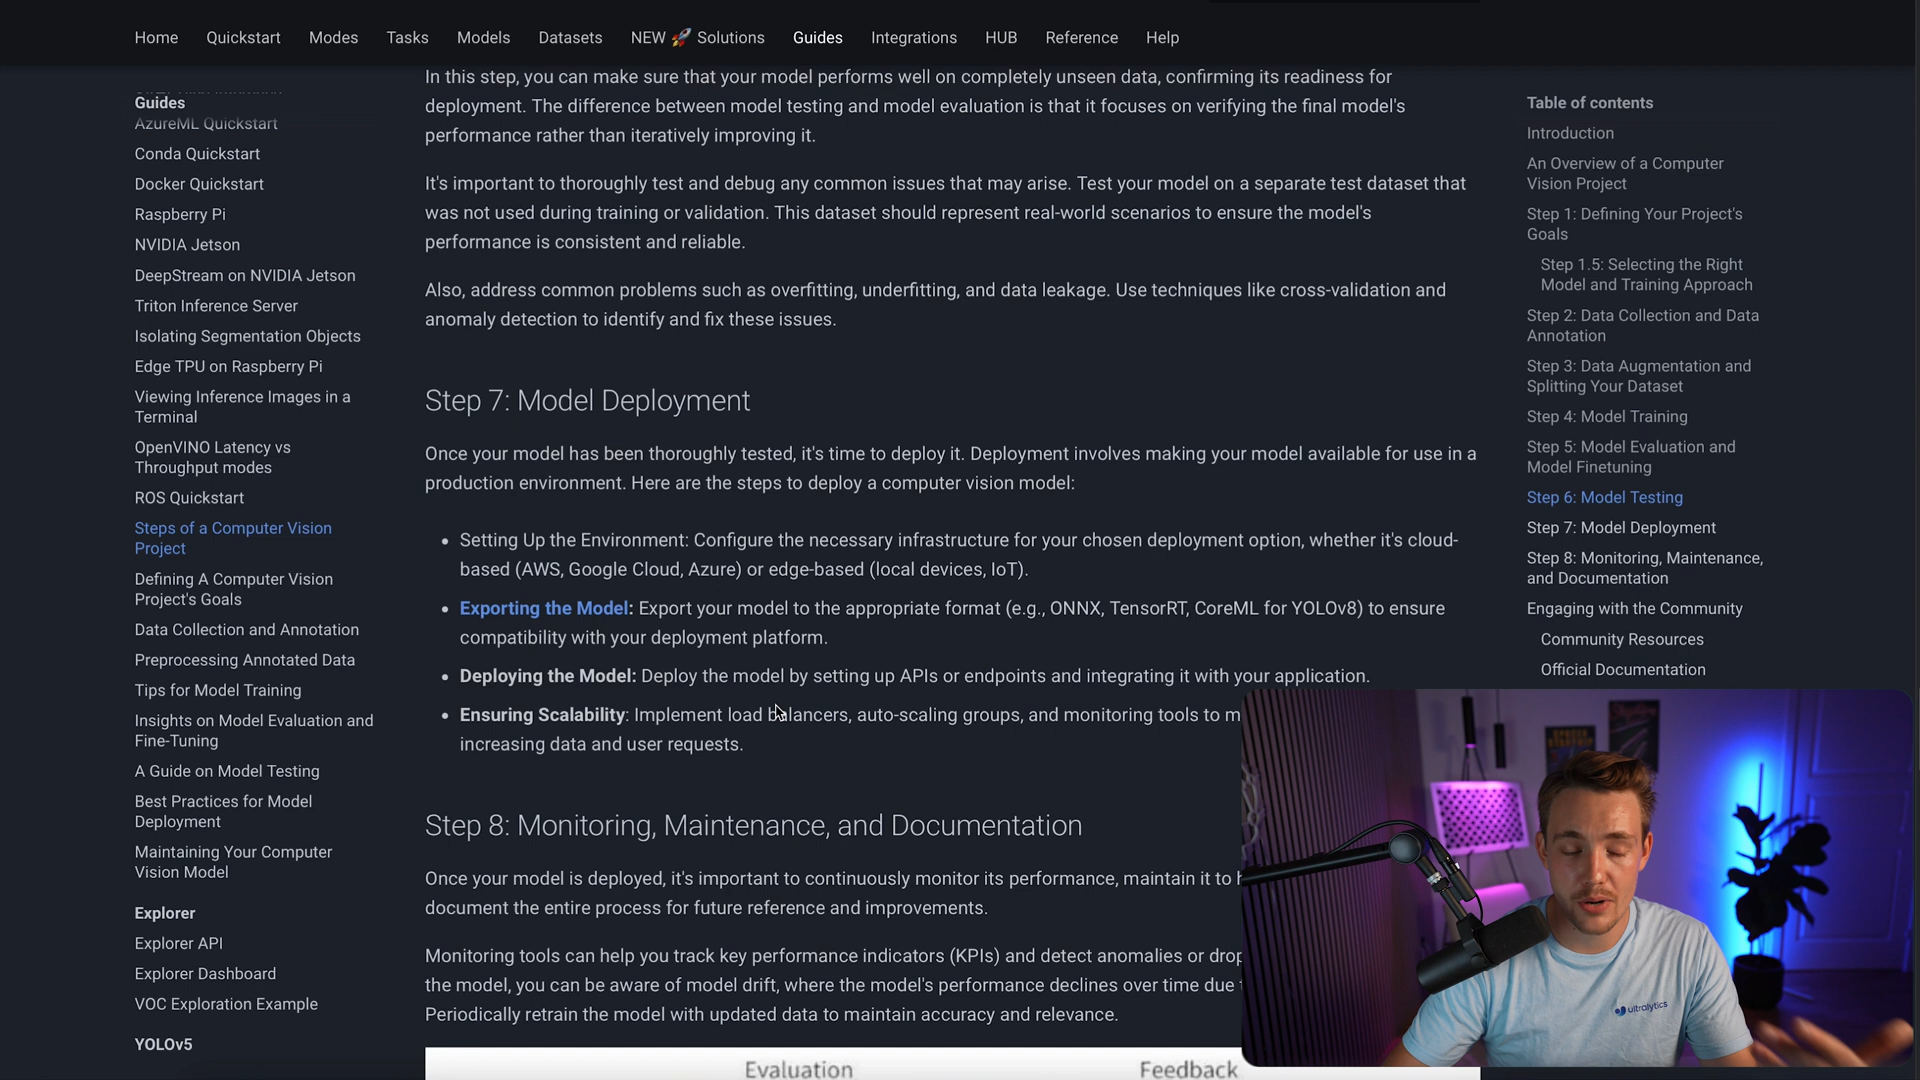 Home Quickstart Modes Tasks Models Datasets NEW 🚀 Solutions Guides Integrations HUB Reference Help
Guides
AzureML Quickstart
Conda Quickstart
Docker Quickstart
Raspberry Pi
NVIDIA Jetson
DeepStream on NVIDIA Jetson
Triton Inference Server
Isolating Segmentation Objects
Edge TPU on Raspberry Pi
Viewing Inference Images in a
Terminal
OpenVINO Latency vs
Throughput modes
ROS Quickstart
Steps of a Computer Vision
Project
Defining A Computer Vision
Project's Goals
Data Collection and Annotation
Preprocessing Annotated Data
Tips for Model Training
Insights on Model Evaluation and
Fine-Tuning
A Guide on Model Testing
Best Practices for Model
Deployment
Maintaining Your Computer
Vision Model
Explorer
Explorer API
Explorer Dashboard
VOC Exploration Example
YOLOv5
In this step, you can make sure that your model performs well on completely unseen data, confirming its readiness for
deployment. The difference between model testing and model evaluation is that it focuses on verifying the final model's
performance rather than iteratively improving it.
It's important to thoroughly test and debug any common issues that may arise. Test your model on a separate test dataset that
was not used during training or validation. This dataset should represent real-world scenarios to ensure the model's
performance is consistent and reliable.
Also, address common problems such as overfitting, underfitting, and data leakage. Use techniques like cross-validation and
anomaly detection to identify and fix these issues.
Step 7: Model Deployment
Once your model has been thoroughly tested, it's time to deploy it. Deployment involves making your model available for use in a
production environment. Here are the steps to deploy a computer vision model:
• Setting Up the Environment: Configure the necessary infrastructure for your chosen deployment option, whether it's cloud-
based (AWS, Google Cloud, Azure) or edge-based (local devices, IoT).
• Exporting the Model: Export your model to the appropriate format (e.g., ONNX, TensorRT, CoreML for YOLOv8) to ensure
compatibility with your deployment platform.
• Deploying the Model: Deploy the model by setting up APIs or endpoints and integrating it with your application.
• Ensuring Scalability: Implement load balancers, auto-scaling groups, and monitoring tools to
increasing data and user requests.
Step 8: Monitoring, Maintenance, and Documentation
Once your model is deployed, it's important to continuously monitor its performance, maintain it to
document the entire process for future reference and improvements.
Monitoring tools can help you track key performance indicators (KPIs) and detect anomalies or
the model, you can be aware of model drift, where the model's performance declines over time due
Periodically retrain the model with updated data to maintain accuracy and relevance.
Evaluation Feedback
Table of contents
Introduction
An Overview of a Computer
Vision Project
Step 1: Defining Your Project's
Goals
Step 1.5: Selecting the Right
Model and Training Approach
Step 2: Data Collection and Data
Annotation
Step 3: Data Augmentation and
Splitting Your Dataset
Step 4: Model Training
Step 5: Model Evaluation and
Model Finetuning
Step 6: Model Testing
Step 7: Model Deployment
Step 8: Monitoring, Maintenance,
and Documentation
Engaging with the Community
Community Resources
Official Documentation
ultralytics